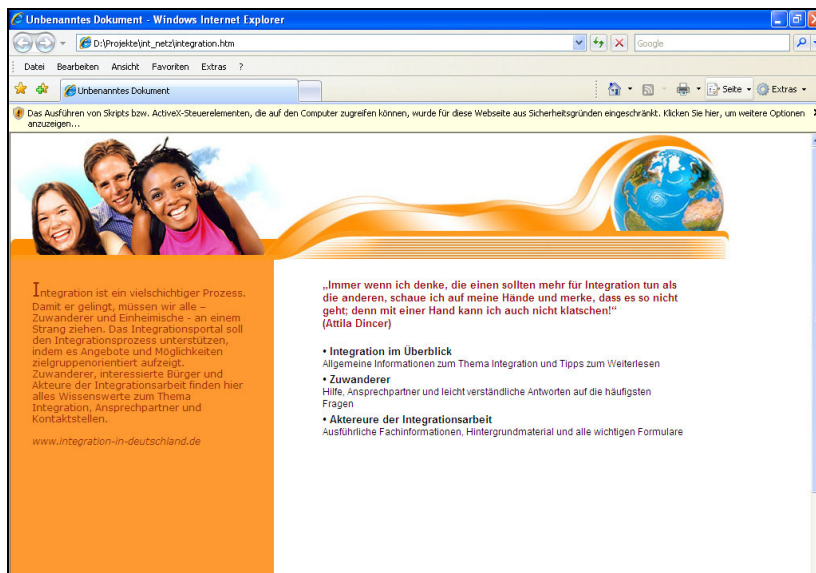 Unbenanntes Dokument - Windows Internet Explorer
D:\Projekte\int_netz\integration.htm
Google
Datei Bearbeiten Ansicht Favoriten Extras ?
Unbenanntes Dokument
Seite
Extras
Das Ausführen von Skripts bzw. ActiveX-Steuerelementen, die auf den Computer zugreifen können, wurde für diese Webseite aus Sicherheitsgründen eingeschränkt. Klicken Sie hier, um weitere Optionen
anzuzeigen...
Integration ist ein vielschichtiger Prozess.
Damit er gelingt, müssen wir alle –
Zuwanderer und Einheimische - an einem
Strang ziehen. Das Integrationsportal soll
den Integrationsprozess unterstützen,
indem es Angebote und Möglichkeiten
zielgruppenorientiert aufzeigt.
Zuwanderer, interessierte Bürger und
Akteure der Integrationsarbeit finden hier
alles Wissenswerte zum Thema
Integration, Ansprechpartner und
Kontaktstellen.
www.integration-in-deutschland.de
„Immer wenn ich denke, die einen sollten mehr für Integration tun als
die anderen, schaue ich auf meine Hände und merke, dass es so nicht
geht; denn mit einer Hand kann ich auch nicht klatschen!“
(Attila Dincer)
• Integration im Überblick
Allgemeine Informationen zum Thema Integration und Tipps zum Weiterlesen
• Zuwanderer
Hilfe, Ansprechpartner und leicht verständliche Antworten auf die häufigsten
Fragen
• Aktereure der Integrationsarbeit
Ausführliche Fachinformationen, Hintergrundmaterial und alle wichtigen Formulare